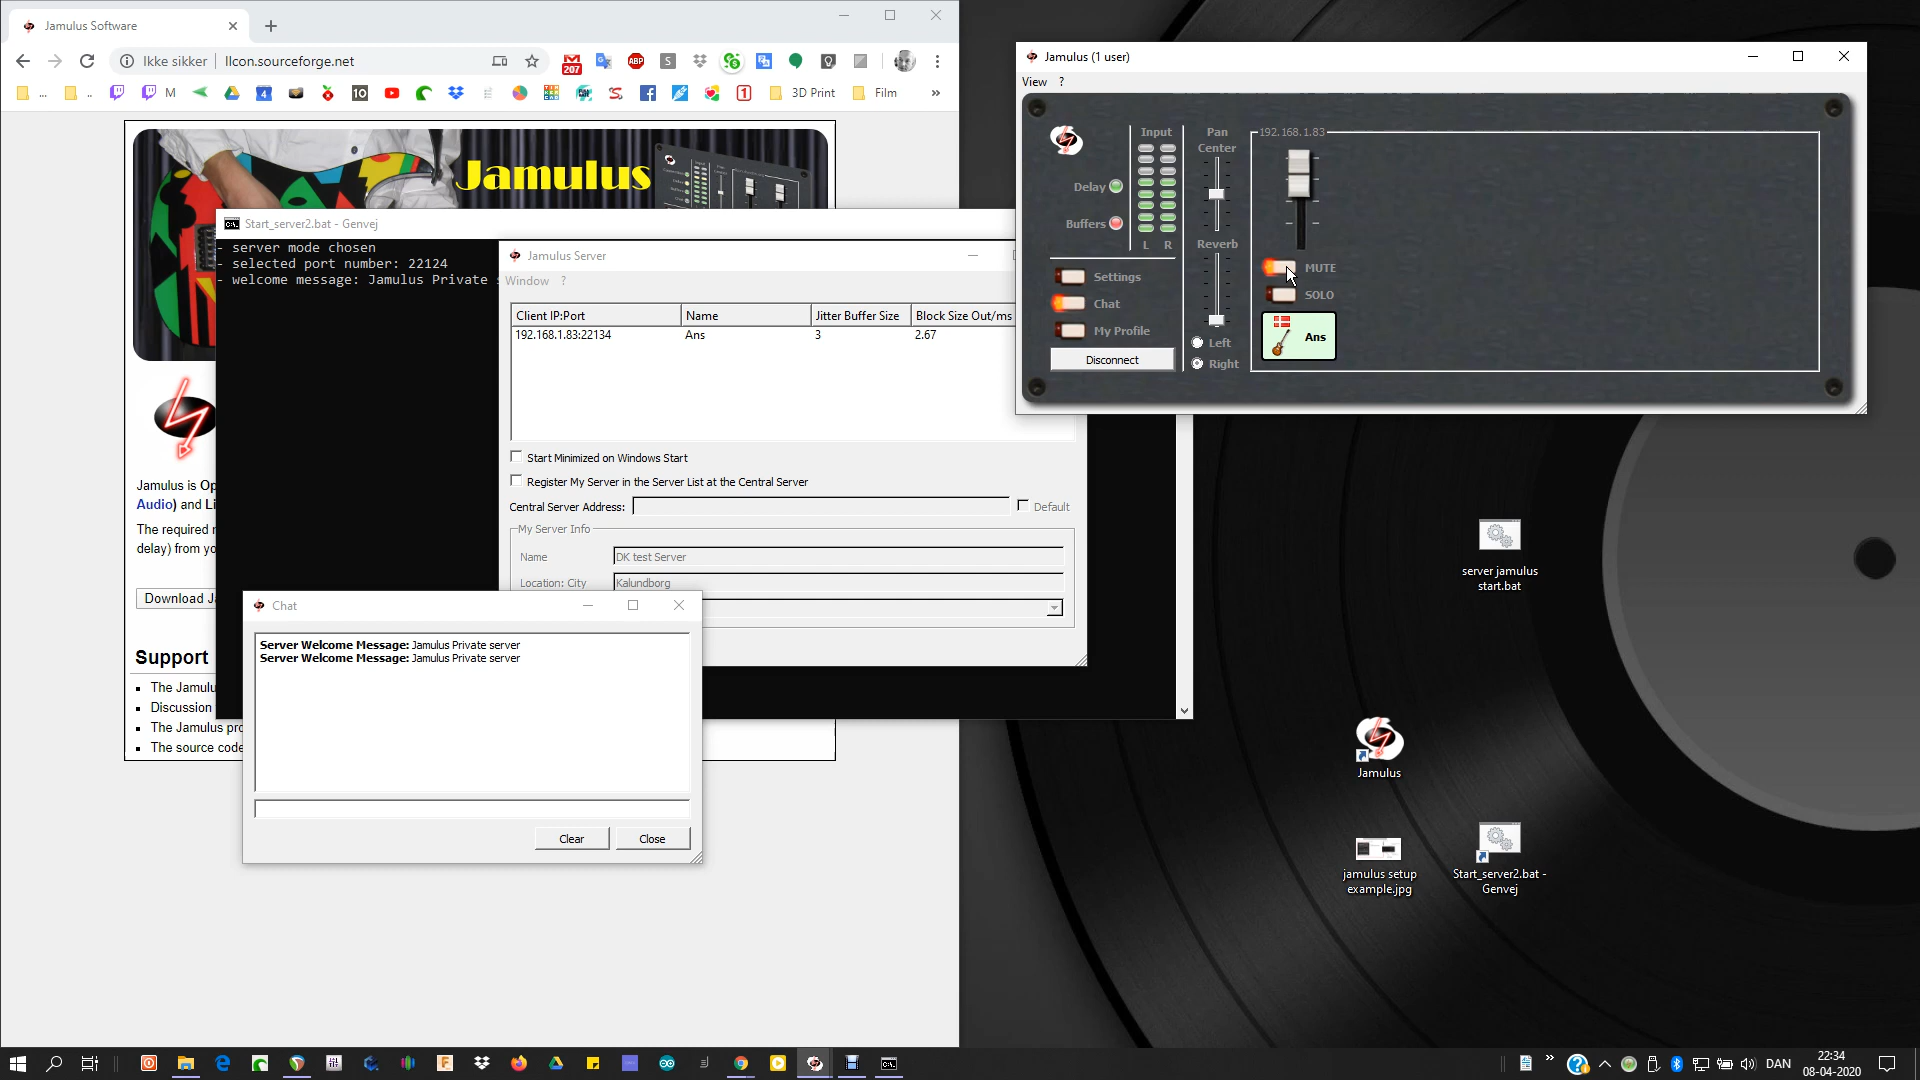 Jamulus Software
Ikke sikker
llcon.sourceforge.net
207
ABP
M
4
10
1
3D Print
Film
»
Jamulus
Start_server2.bat - Genvej
- server mode chosen
- selected port number: 22124
- welcome message: Jamulus Private
Jamulus is Op
Audio) and Li
The required
delay) from yo
Download Ja
Support
The Jamulu
Discussion
The Jamulus pro
The source code
Jamulus Server
Window ?
Client IP:Port Name Jitter Buffer Size Block Size Out/ms
192.168.1.83:22134 Ans 3 2.67
Start Minimized on Windows Start
Register My Server in the Server List at the Central Server
Central Server Address:
Default
My Server Info
Name DK test Server
Location: City Kalundborg
Chat
Server Welcome Message: Jamulus Private server
Server Welcome Message: Jamulus Private server
Clear
Close
Jamulus (1 user)
View ?
Delay
Buffers
Input
L R
Pan
Center
Reverb
Left
Right
Settings
Chat
My Profile
Disconnect
192.168.1.83
MUTE
SOLO
Ans
server jamulus
start.bat
Jamulus
jamulus setup
example.jpg
Start_server2.bat -
Genvej
DAN
22:34
08-04-2020